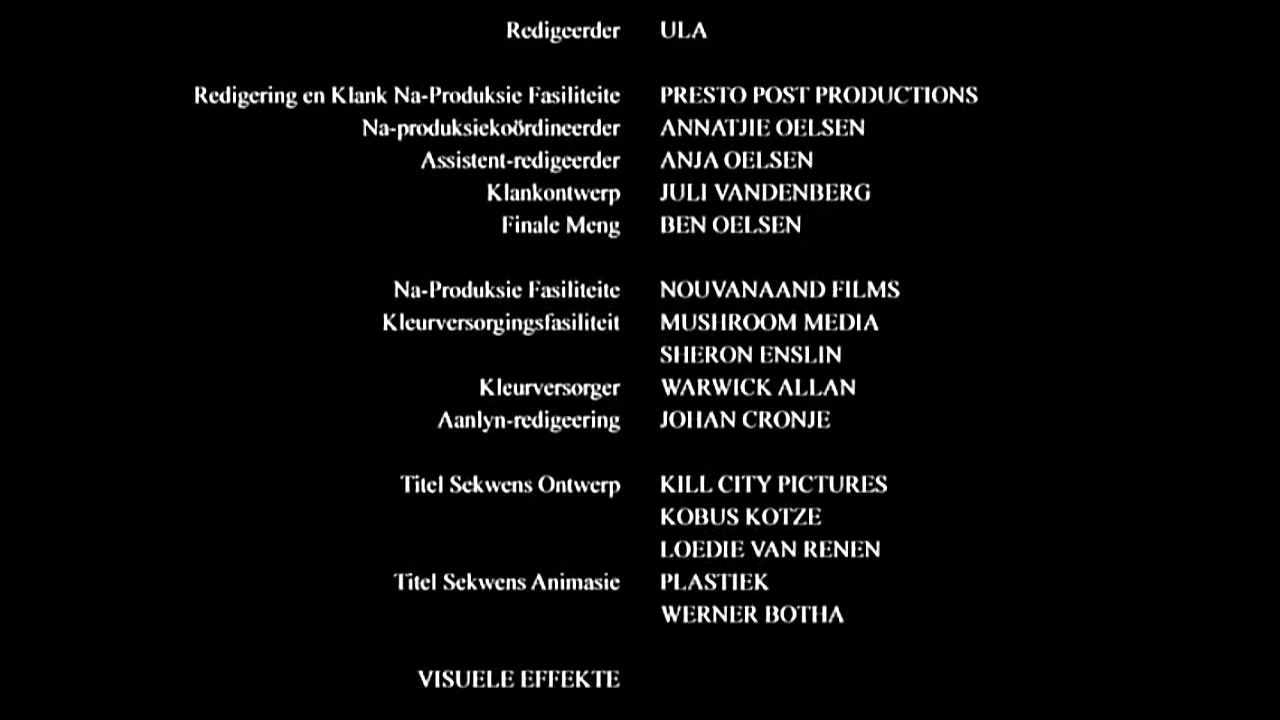 Redigeerder ULA
Redigering en Klank Na-Produksie Fasiliteite PRESTO POST PRODUCTIONS
Na-produksiekoördineerder ANNATJIE OELSEN
Assistent-redigeerder ANJA OELSEN
Klankontwerp JULI VANDENBERG
Finale Meng BEN OELSEN
Na-Produksie Fasiliteite NOUVANAAND FILMS
Kleurversorgingsfasiliteit MUSHROOM MEDIA
SHERON ENSLIN
Kleurversorger WARWICK ALLAN
Aanlyn-redigeering JOHAN CRONJE
Titel Sekwens Ontwerp KILL CITY PICTURES
KOBUS KOTZE
LOEDIE VAN RENEN
Titel Sekwens Animasie PLASTIEK
WERNER BOTHA
VISUELE EFFEKTE